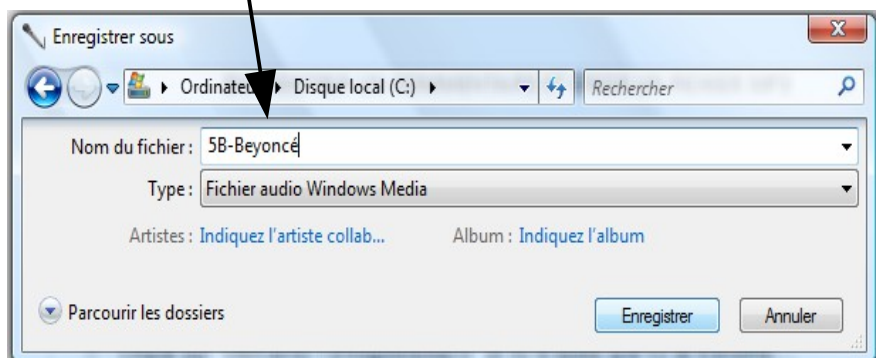 Enregistrer sous
Ordinateur Disque local (C:) Rechercher
Nom du fichier : 5B-Beyoncé
Type : Fichier audio Windows Media
Artistes : Indiquez l'artiste collab... Album : Indiquez l'album
Parcourir les dossiers Enregistrer Annuler